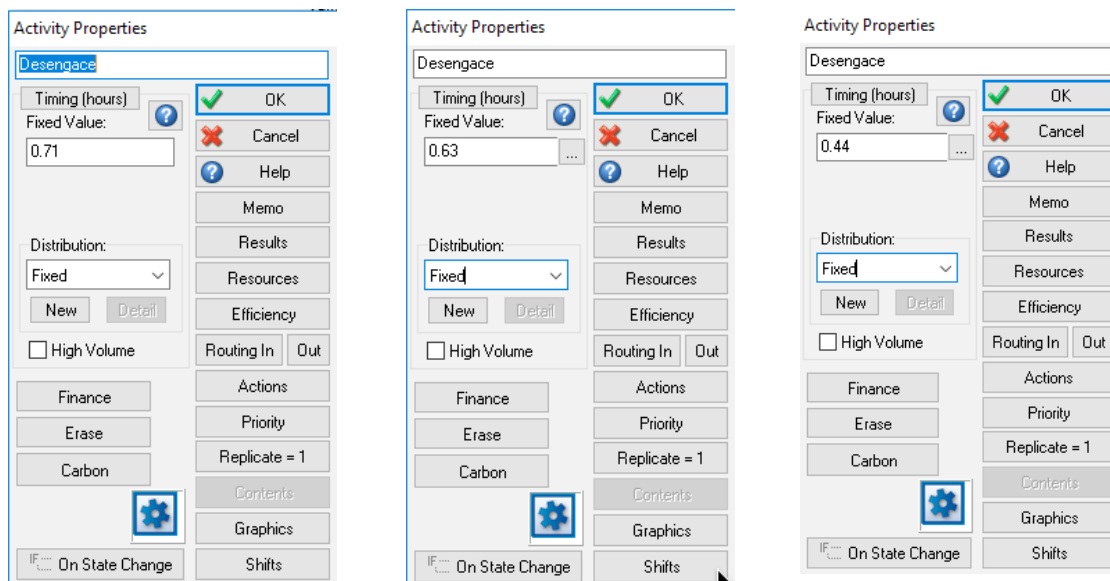 Activity Properties
Desengace
Timing (hours)
OK
Fixed Value:
Cancel
0.71
Help
Memo
Distribution:
Results
Fixed
Resources
New
Detail
Efficiency
High Volume
Routing In
Out
Finance
Actions
Erase
Priority
Carbon
Replicate = 1
Contents
Graphics
IF
On State Change
Shifts
Activity Properties
Desengace
Timing (hours)
OK
Fixed Value:
Cancel
0.63
...
Help
Memo
Distribution:
Results
Fixed
Resources
New
Detail
Efficiency
High Volume
Routing In
Out
Finance
Actions
Erase
Priority
Carbon
Replicate = 1
Contents
Graphics
IF
On State Change
Shifts
Activity Properties
Desengace
Timing (hours)
OK
Fixed Value:
Cancel
0.44
...
Help
Memo
Distribution:
Results
Fixed
Resources
New
Detail
Efficiency
High Volume
Routing In
Out
Finance
Actions
Erase
Priority
Carbon
Replicate = 1
Contents
Graphics
IF
On State Change
Shifts